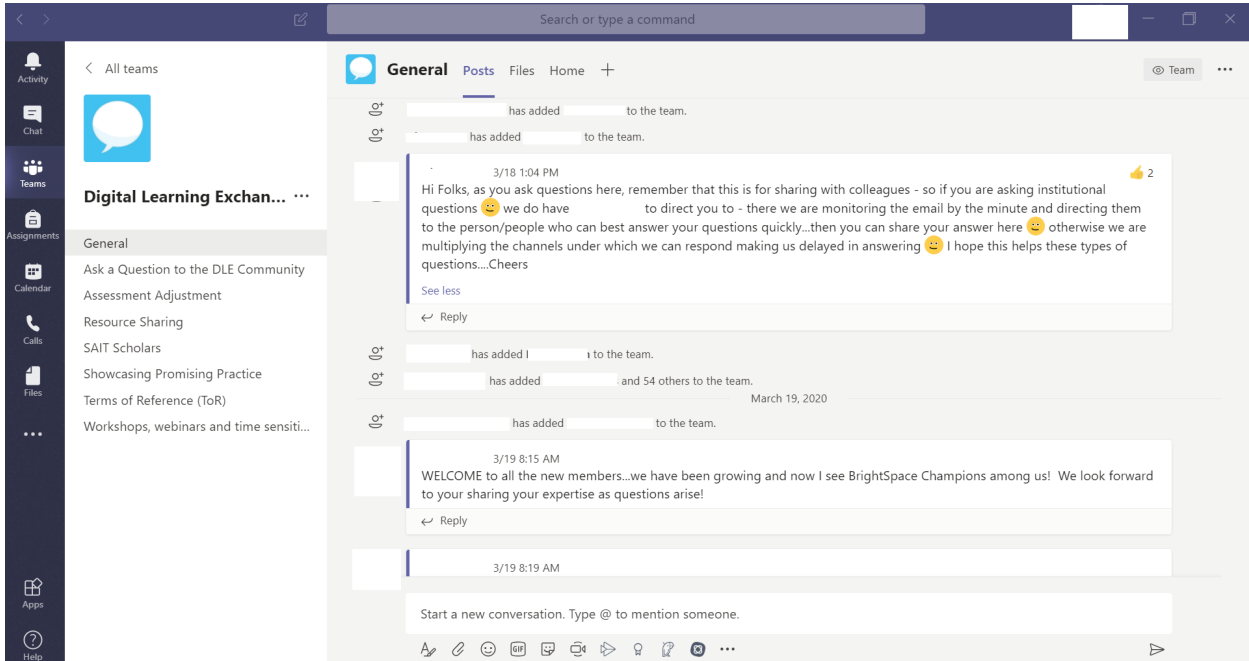 Search or type a command
Activity
Chat
Teams
Assignments
Calendar
Calls
Files
Apps
Help
All teams
Digital Learning Exchan...
General
Ask a Question to the DLE Community
Assessment Adjustment
Resource Sharing
SAIT Scholars
Showcasing Promising Practice
Terms of Reference (ToR)
Workshops, webinars and time sensiti...
General Posts Files Home
Team
has added to the team.
has added to the team.
3/18 1:04 PM
2
Hi Folks, as you ask questions here, remember that this is for sharing with colleagues - so if you are asking institutional
questions 🙂 we do have to direct you to - there we are monitoring the email by the minute and directing them
to the person/people who can best answer your questions quickly...then you can share your answer here 🙂 otherwise we are
multiplying the channels under which we can respond making us delayed in answering 🙂 I hope this helps these types of
questions....Cheers
See less
Reply
has added to the team.
has added and 54 others to the team.
March 19, 2020
has added to the team.
3/19 8:15 AM
WELCOME to all the new members...we have been growing and now I see BrightSpace Champions among us! We look forward
to your sharing your expertise as questions arise!
Reply
3/19 8:19 AM
Start a new conversation. Type @ to mention someone.
GIF